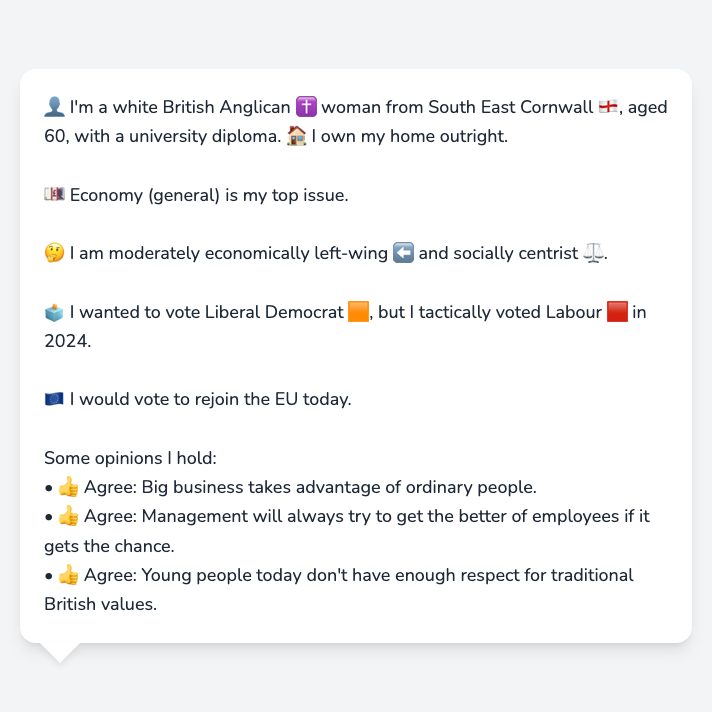 👤 I'm a white British Anglican ✝️ woman from South East Cornwall 🏴󠁧󠁢󠁥󠁮󠁧󠁿, aged
60, with a university diploma. 🏠 I own my home outright.
💷 Economy (general) is my top issue.
🤔 I am moderately economically left-wing ⬅️ and socially centrist ⚖️.
🗳️ I wanted to vote Liberal Democrat 🟧, but I tactically voted Labour 🟥 in
2024.
🇪🇺 I would vote to rejoin the EU today.
Some opinions I hold:
• 👍 Agree: Big business takes advantage of ordinary people.
• 👍 Agree: Management will always try to get the better of employees if it
gets the chance.
• 👍 Agree: Young people today don't have enough respect for traditional
British values.